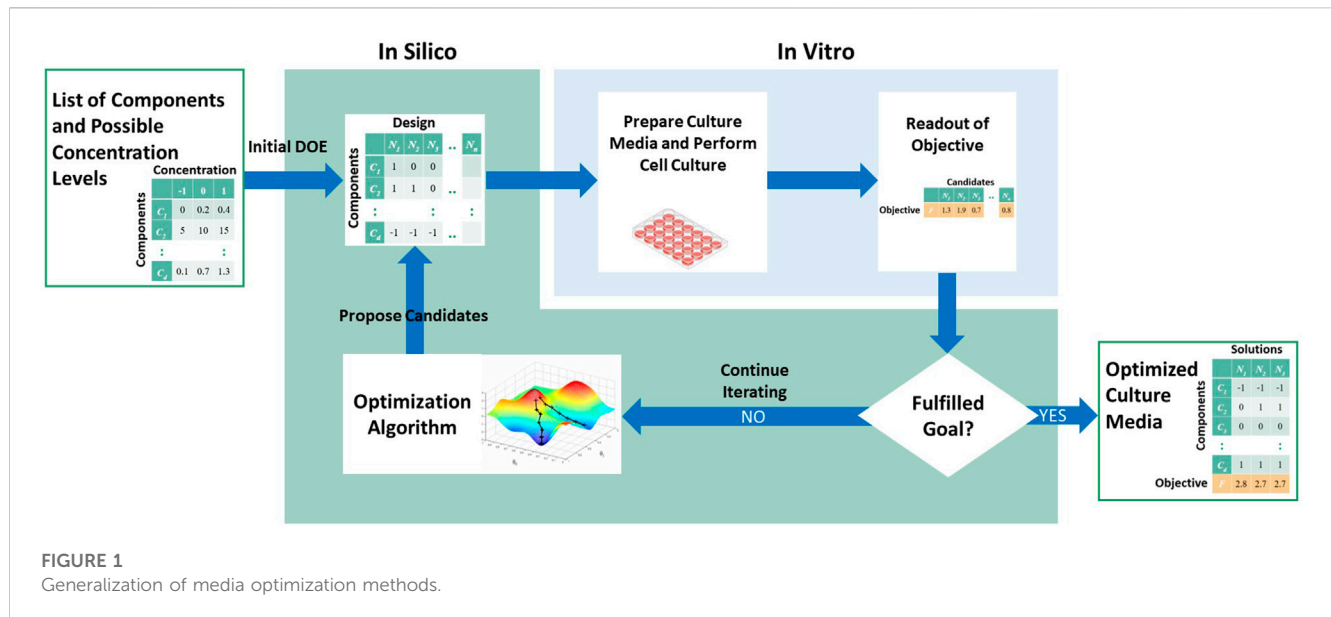 In Silico
In Vitro
List of Components
and Possible
Concentration
Levels
Concentration
Components
-1 0 1
C1 0 0.2 0.4
C2 5 10 15
: :
Cd 0.1 0.7 1.3
Initial DOE
Design
Components
N1 N2 N3 .. Nn
C1 1 0 0
C2 1 1 0 ..
: : :
Cd -1 -1 -1 ..
Prepare Culture
Media and Perform
Cell Culture
Readout of
Objective
Candidates
N1 N2 N3 .. Nn
Objective F 1.3 1.9 0.7 0.8
Propose Candidates
Optimization
Algorithm
Continue
Iterating
NO
Fulfilled
Goal?
YES
Optimized
Culture
Media
Solutions
Components
N1 N2 N3
C1 -1 -1 -1
C2 0 1 1
C3 0 0 0
: :
Cd 1 1 1
Objective F 2.8 2.7 2.7
FIGURE 1
Generalization of media optimization methods.